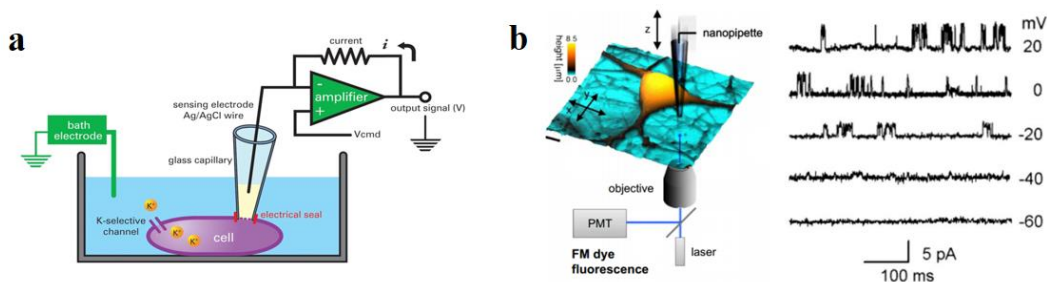 a
current
i
amplifier
-
+
output signal (V)
Vcmd
sensing electrode
Ag/AgCl wire
bath
electrode
glass capillary
K-selective
channel
K⁺
K⁺
K⁺
electrical seal
cell
b
height [µm]
8.5
0.0
z
nanopipette
y
x
objective
PMT
FM dye
fluorescence
laser
mV
20
0
-20
-40
-60
5 pA
100 ms